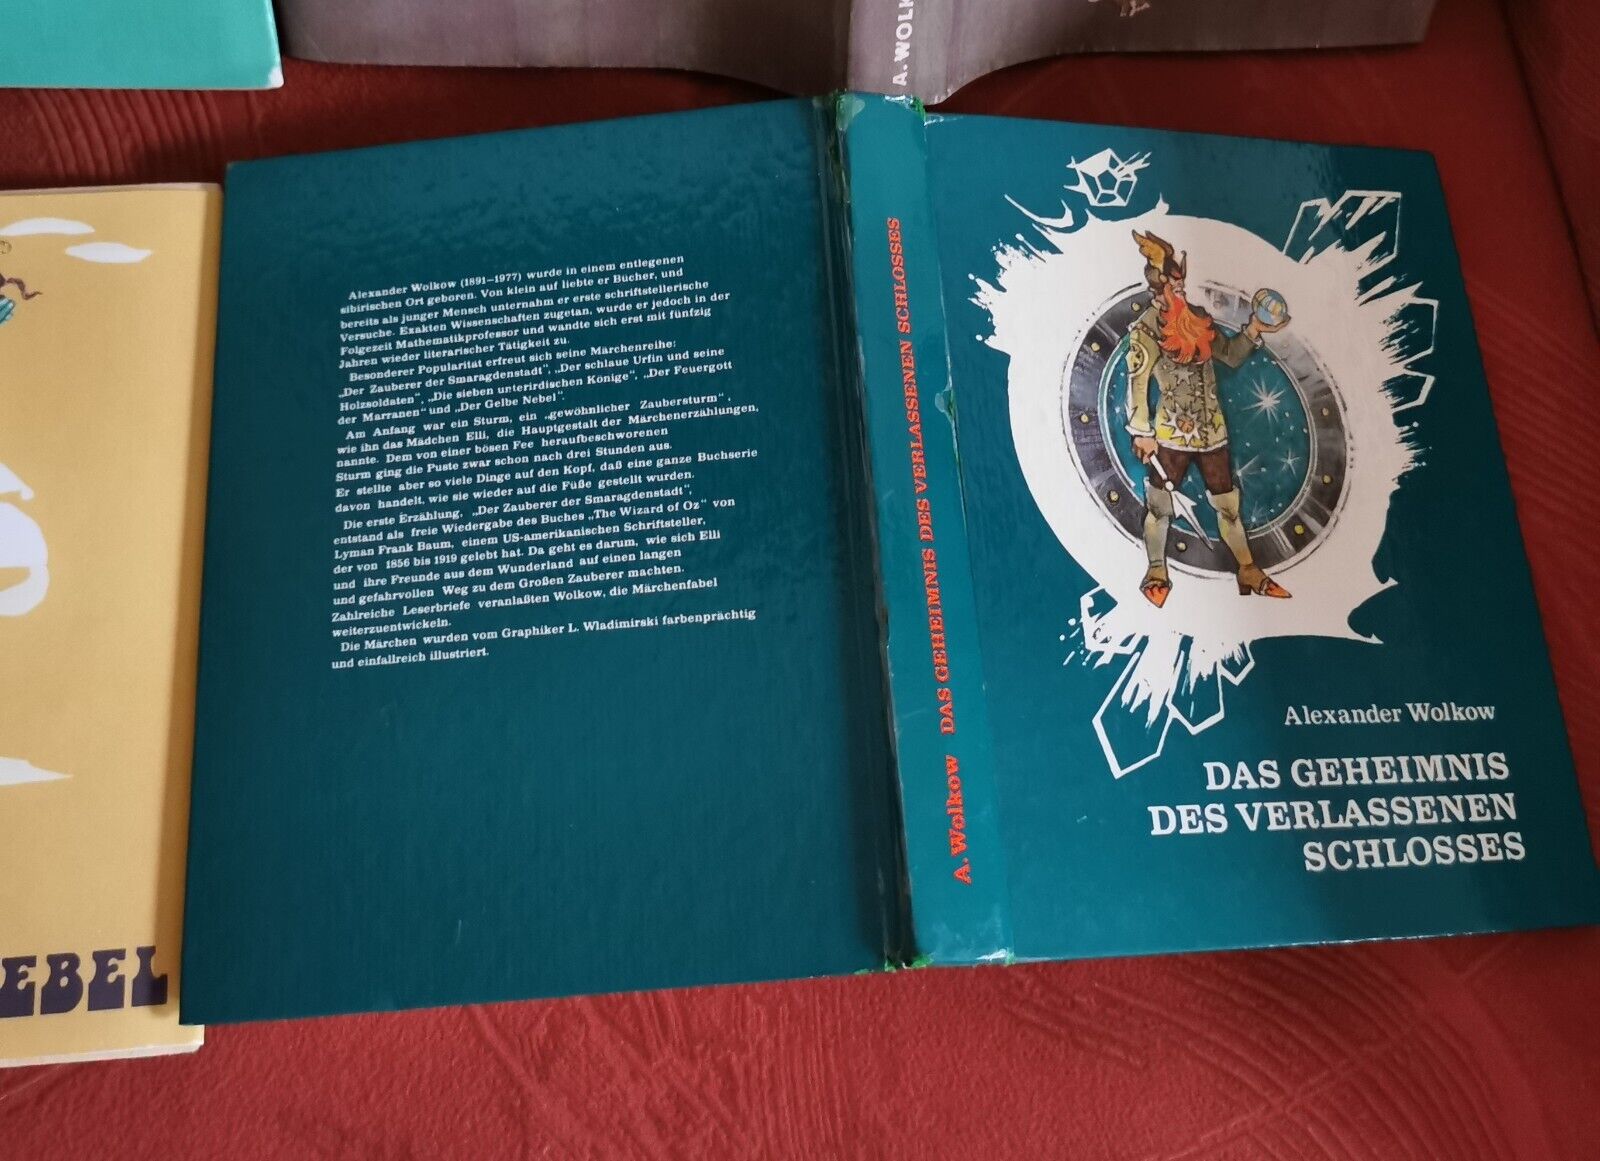 A. WOLK
EBEL
Alexander Wolkow (1891–1977) wurde in einem entlegenen
sibirischen Ort geboren. Von klein auf liebte er Bücher, und
bereits als junger Mensch unternahm er erste schriftstellerische
Versuche. Exakten Wissenschaften zugetan, wurde er jedoch in der
Folgezeit Mathematikprofessor und wandte sich erst mit fünfzig
Jahren wieder literarischer Tätigkeit zu.
Besonderer Popularität erfreut sich seine Märchenreihe:
„Der Zauberer der Smaragdenstadt“, „Der schlaue Urfin und seine
Holzsoldaten“, „Die sieben unterirdischen Könige“, „Der Feuergott
der Marranen“ und „Der Gelbe Nebel“.
Am Anfang war ein Sturm, ein „gewöhnlicher Zaubersturm“,
wie ihn das Mädchen Elli, die Hauptgestalt der Märchenerzählungen,
nannte. Dem von einer bösen Fee heraufbeschworenen
Sturm ging die Puste zwar schon nach drei Stunden aus.
Er stellte aber so viele Dinge auf den Kopf, daß eine ganze Buchserie
davon handelt, wie sie wieder auf die Füße gestellt wurden.
Die erste Erzählung, „Der Zauberer der Smaragdenstadt“,
entstand als freie Wiedergabe des Buches „The Wizard of Oz“ von
Lyman Frank Baum, einem US-amerikanischen Schriftsteller,
der von 1856 bis 1919 gelebt hat. Da geht es darum, wie sich Elli
und ihre Freunde aus dem Wunderland auf einen langen
und gefahrvollen Weg zu dem Großen Zauberer machten.
Zahlreiche Leserbriefe veranlaßten Wolkow, die Märchenfabel
weiterzuentwickeln.
Die Märchen wurden vom Graphiker L. Wladimirski farbenprächtig
und einfallreich illustriert.
A. Wolkow DAS GEHEIMNIS DES VERLASSENEN SCHLOSSES
Alexander Wolkow
DAS GEHEIMNIS
DES VERLASSENEN
SCHLOSSES